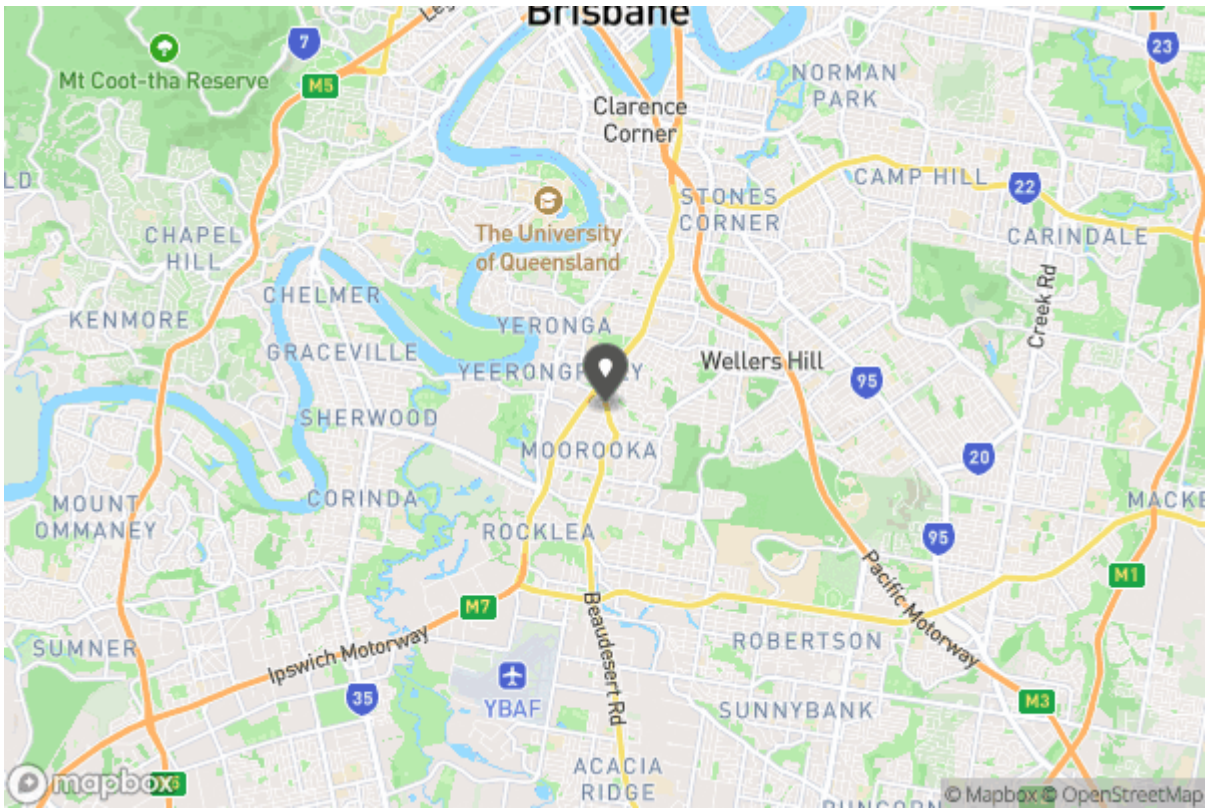 Brisbane
7
Leg
23
Mt Coot-tha Reserve
M5
NORMAN
PARK
Clarence
Corner
LD
CAMP HILL
22
STONES
CORNER
The University
of Queensland
CHAPEL
HILL
CARINDALE
CHELMER
Creek Rd
KENMORE
YERONGA
GRACEVILLE
Wellers Hill
95
SHERWOOD
MOOROOKA
20
CORINDA
MOUNT
OMMANEY
MACKE
ROCKLEA
95
Pacific Motorway
M1
M7
Beaudesert Rd
ROBERTSON
SUMNER
Ipswich Motorway
35
YBAF
M3
SUNNYBANK
ACACIA
RIDGE
mapbox
© Mapbox © OpenStreetMap